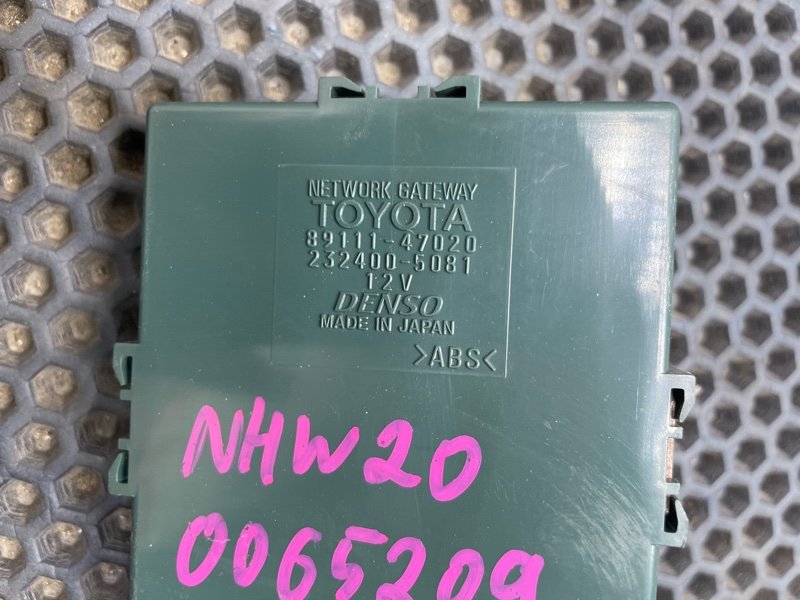 NETWORK GATEWAY
TOYOTA
89111-47020
232400-5081
12V
DENSO
MADE IN JAPAN
>ABS<
NHW20
0065209